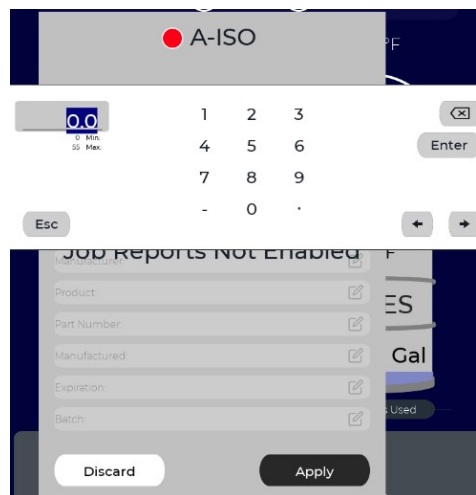 A-ISO
°F
0.0
0 Min:
55 Max:
1 2 3
4 5 6
Enter
7 8 9
- 0 .
Esc
Job Reports Not Enabled
Manufacturer:
F
Product:
ES
Part Number:
Manufactured:
Gal
Expiration:
s Used
Batch:
Discard
Apply